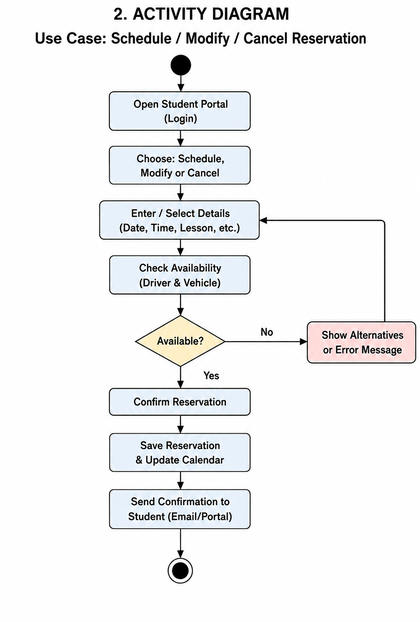 2. ACTIVITY DIAGRAM
Use Case: Schedule / Modify / Cancel Reservation
Open Student Portal
(Login)
Choose: Schedule,
Modify or Cancel
Enter / Select Details
(Date, Time, Lesson, etc.)
Check Availability
(Driver & Vehicle)
Available?
No
Show Alternatives
or Error Message
Yes
Confirm Reservation
Save Reservation
& Update Calendar
Send Confirmation to
Student (Email/Portal)